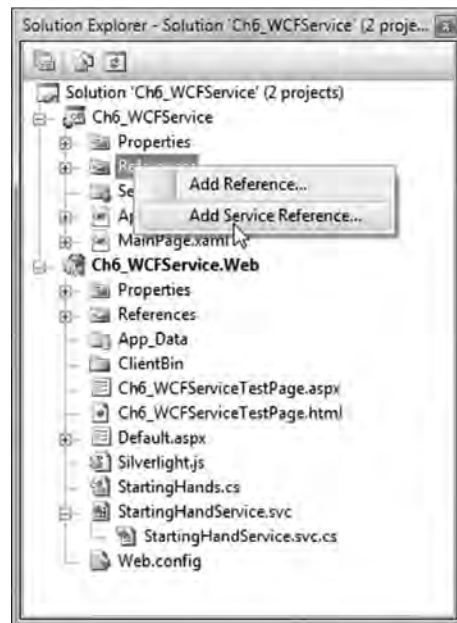 Solution Explorer - Solution 'Ch6_WCFService' (2 proje...
Solution 'Ch6_WCFService' (2 projects)
Ch6_WCFService
Properties
Add Reference...
Add Service Reference...
MainPage.xaml
Ch6_WCFService.Web
Properties
References
App_Data
ClientBin
Ch6_WCFServiceTestPage.aspx
Ch6_WCFServiceTestPage.html
Default.aspx
Silverlight.js
StartingHands.cs
StartingHandService.svc
StartingHandService.svc.cs
Web.config